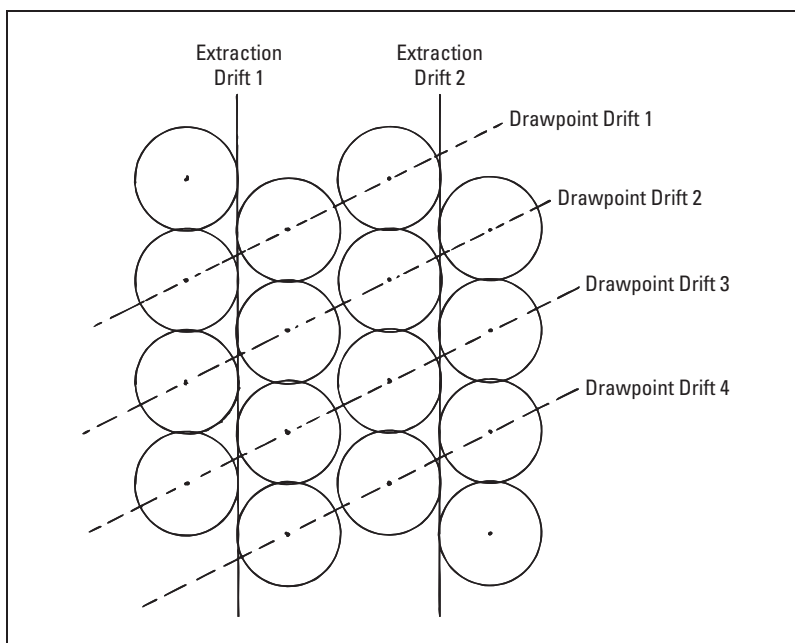 Extraction
Drift 1
Extraction
Drift 2
Drawpoint Drift 1
Drawpoint Drift 2
Drawpoint Drift 3
Drawpoint Drift 4